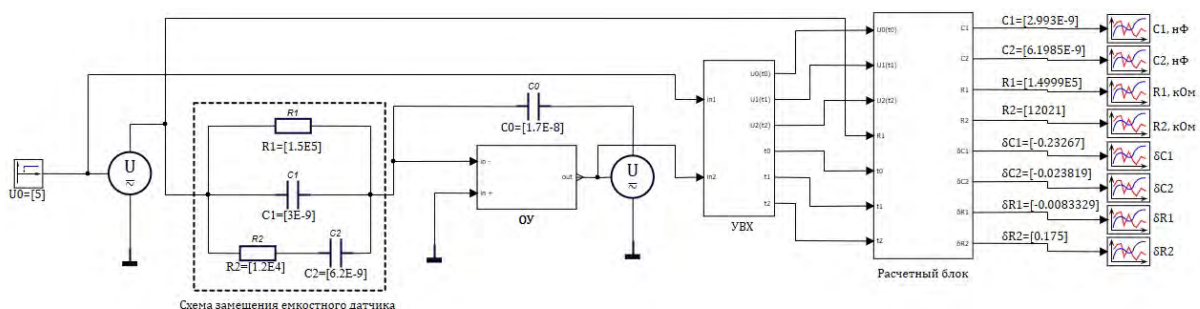 U0=[5]
U
R1
R1=[1.5E5]
C1
C1=[3E-9]
R2
R2=[1.2E4]
C2
C2=[6.2E-9]
Схема замещения емкостного датчика
C0
C0=[1.7E-8]
in -
in +
out
ОУ
U
in1
in2
U0(t0)
U1(t1)
U2(t2)
t0
t1
t2
УВХ
U0(t0)
U1(t1)
U2(t2)
R1
t0
t1
t2
C1
C2
R1
R2
δC1
δC2
δR1
δR2
Расчетный блок
C1=[2.993E-9]
C1, нФ
C2=[6.1985E-9]
C2, нФ
R1=[1.4999E5]
R1, кОм
R2=[12021]
R2, кОм
δC1=[-0.23267]
δC1
δC2=[-0.023819]
δC2
δR1=[-0.0083329]
δR1
δR2=[0.175]
δR2